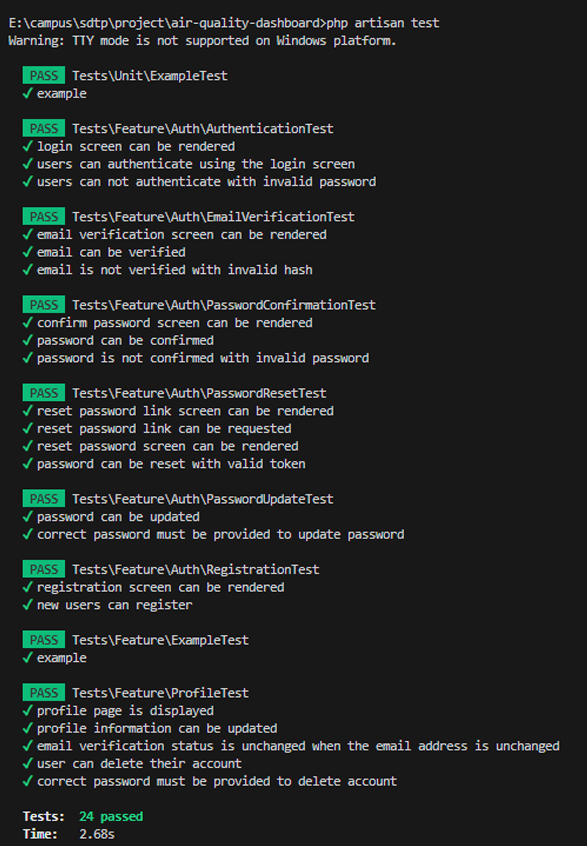 E:\campus\sdtp\project\air-quality-dashboard>php artisan test
Warning: TTY mode is not supported on Windows platform.
PASS Tests\Unit\ExampleTest
✓ example
PASS Tests\Feature\Auth\AuthenticationTest
✓ login screen can be rendered
✓ users can authenticate using the login screen
✓ users can not authenticate with invalid password
PASS Tests\Feature\Auth\EmailVerificationTest
✓ email verification screen can be rendered
✓ email can be verified
✓ email is not verified with invalid hash
PASS Tests\Feature\Auth\PasswordConfirmationTest
✓ confirm password screen can be rendered
✓ password can be confirmed
✓ password is not confirmed with invalid password
PASS Tests\Feature\Auth\PasswordResetTest
✓ reset password link screen can be rendered
✓ reset password link can be requested
✓ reset password screen can be rendered
✓ password can be reset with valid token
PASS Tests\Feature\Auth\PasswordUpdateTest
✓ password can be updated
✓ correct password must be provided to update password
PASS Tests\Feature\Auth\RegistrationTest
✓ registration screen can be rendered
✓ new users can register
PASS Tests\Feature\ExampleTest
✓ example
PASS Tests\Feature\ProfileTest
✓ profile page is displayed
✓ profile information can be updated
✓ email verification status is unchanged when the email address is unchanged
✓ user can delete their account
✓ correct password must be provided to delete account
Tests: 24 passed
Time: 2.68s